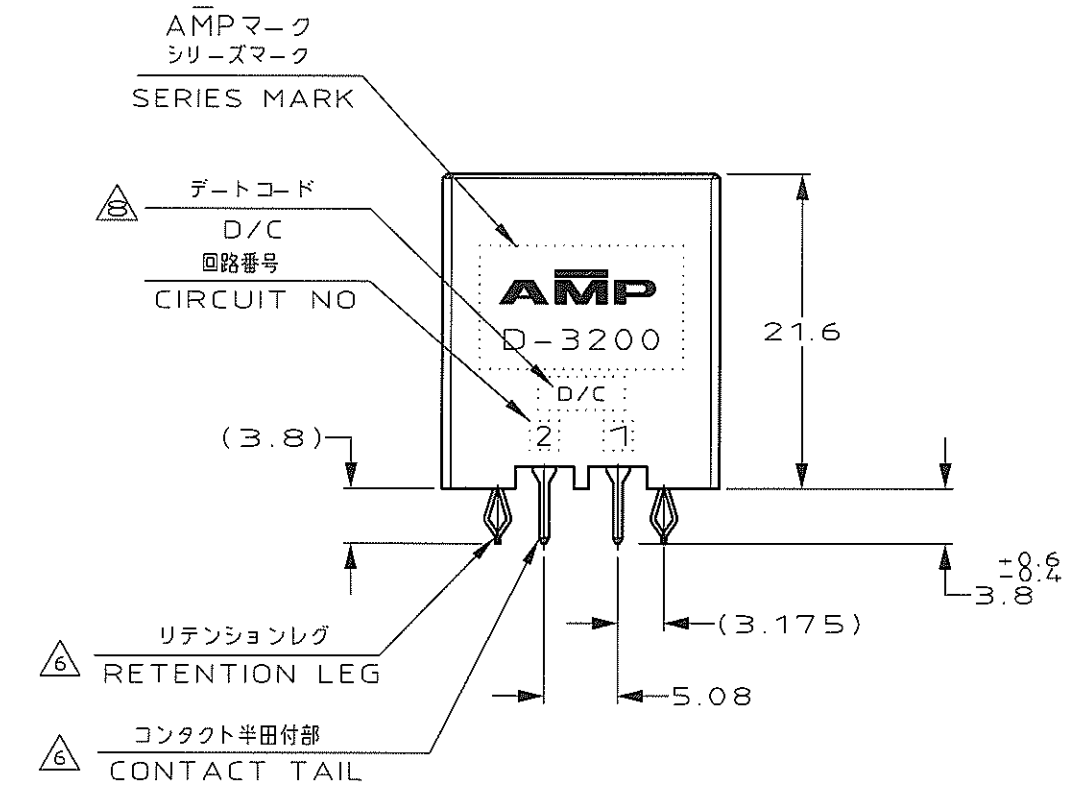 AMPマーク
シリーズマーク
SERIES MARK
8
デートコード
D/C
回路番号
CIRCUIT NO
AMP
D-3200
D/C
2
1
21.6
(3.8)
+0.6
-0.4
3.8
(3.175)
5.08
6
リテンションレグ
RETENTION LEG
6
コンタクト半田付部
CONTACT TAIL